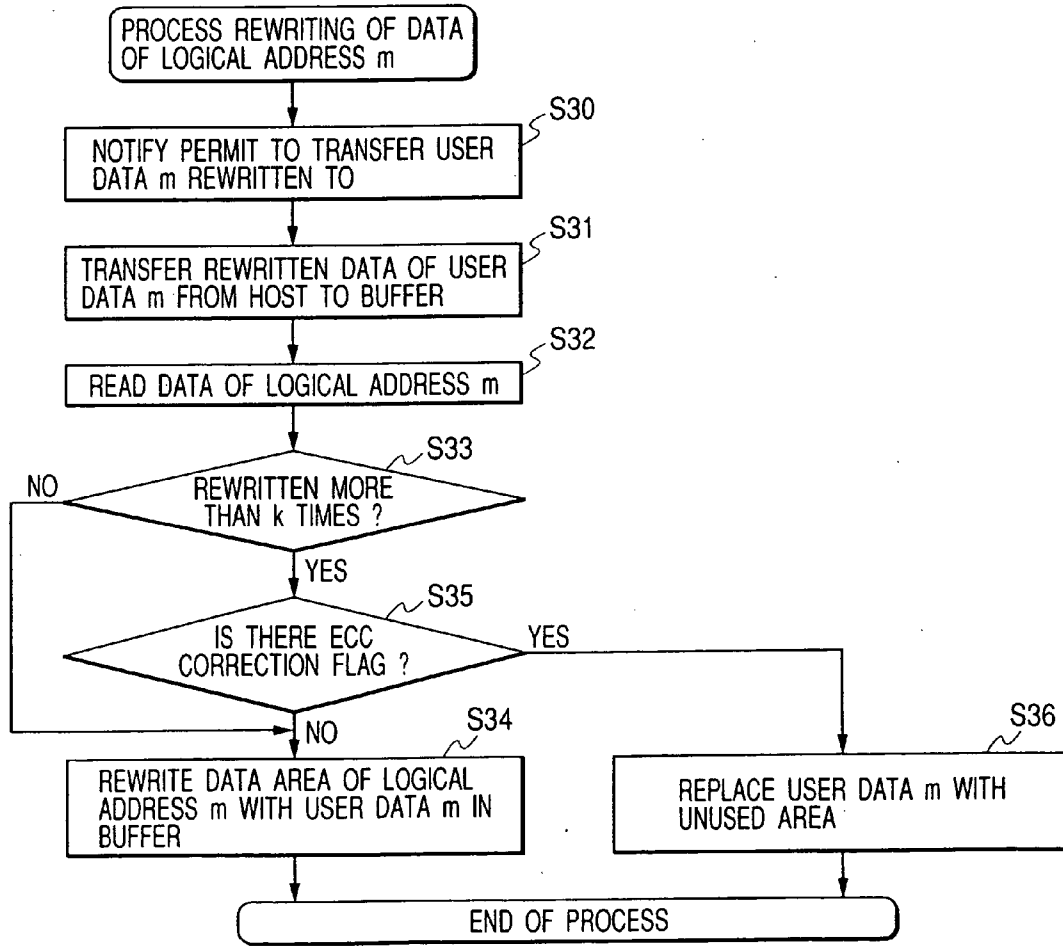 PROCESS REWRITING OF DATA
OF LOGICAL ADDRESS m
S30
NOTIFY PERMIT TO TRANSFER USER
DATA m REWRITTEN TO
S31
TRANSFER REWRITTEN DATA OF USER
DATA m FROM HOST TO BUFFER
S32
READ DATA OF LOGICAL ADDRESS m
S33
NO
REWRITTEN MORE
THAN k TIMES ?
YES
S35
IS THERE ECC
CORRECTION FLAG ?
YES
NO
S34
REWRITE DATA AREA OF LOGICAL
ADDRESS m WITH USER DATA m IN
BUFFER
S36
REPLACE USER DATA m WITH
UNUSED AREA
END OF PROCESS